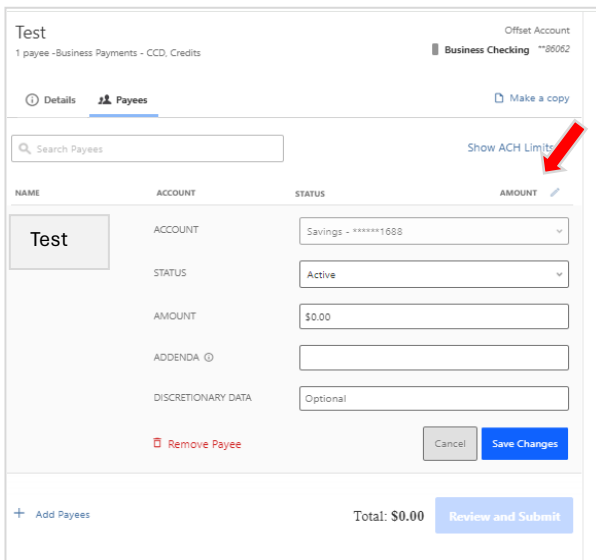 Test
Offset Account
1 payee -Business Payments - CCD, Credits
Business Checking **86062
Details
Payees
Make a copy
Search Payees
Show ACH Limits
NAME ACCOUNT STATUS AMOUNT
Test
ACCOUNT Savings - ******1688
STATUS Active
AMOUNT $0.00
ADDENDA
DISCRETIONARY DATA Optional
Remove Payee Cancel Save Changes
+ Add Payees Total: $0.00 Review and Submit